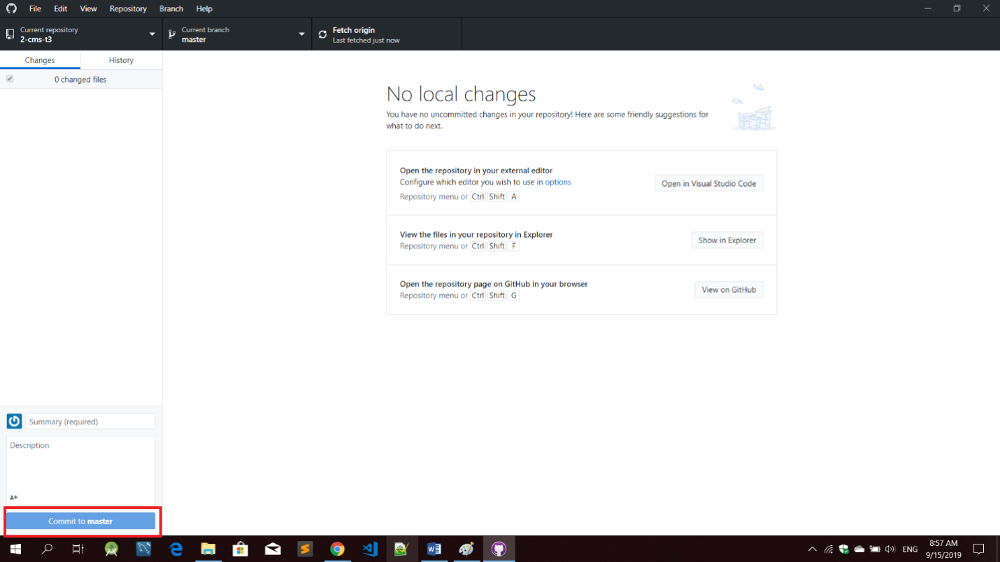 File Edit View Repository Branch Help
Current repository
2-cms-t3
Current branch
master
Fetch origin
Last fetched just now
Changes History
0 changed files
No local changes
You have no uncommitted changes in your repository! Here are some friendly suggestions for
what to do next.
Open the repository in your external editor
Configure which editor you wish to use in options
Repository menu or Ctrl Shift A
Open in Visual Studio Code
View the files in your repository in Explorer
Repository menu or Ctrl Shift F
Show in Explorer
Open the repository page on GitHub in your browser
Repository menu or Ctrl Shift G
View on GitHub
Summary (required)
Description
Commit to master
ENG
8:57 AM
9/15/2019